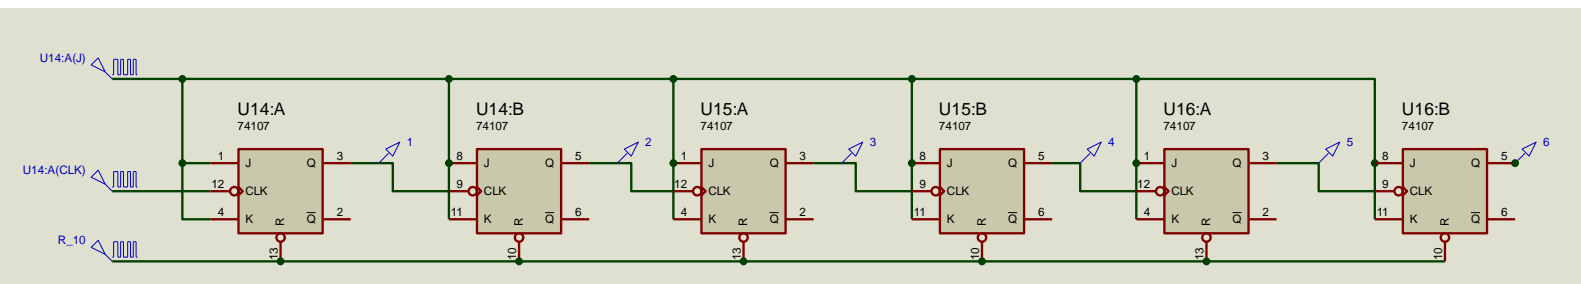 U14:A(J)
U14:A U14:B U15:A U15:B U16:A U16:B
74107 74107 74107 74107 74107 74107
1 2 3 4 5 6
1 J Q 3 8 J Q 5 1 J Q 3 8 J Q 5 1 J Q 3 8 J Q 5
U14:A(CLK)
12 CLK 9 CLK 12 CLK 9 CLK 12 CLK 9 CLK
4 K R Q 2 11 K R Q 6 4 K R Q 2 11 K R Q 6 4 K R Q 2 11 K R Q 6
R_10
13 10 13 10 13 10